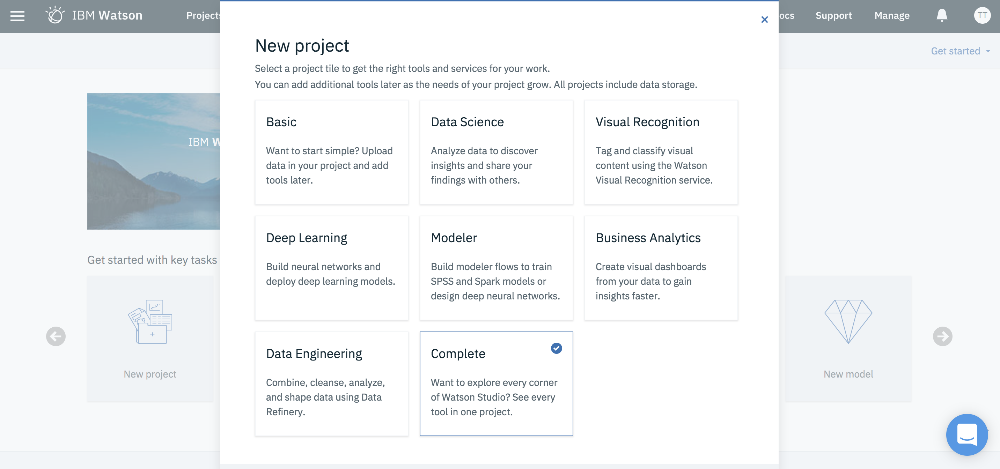 IBM Watson
Projects
ocs
Support
Manage
TT
Get started
IBM W
Get started with key tasks
New project
New model
New project
Select a project tile to get the right tools and services for your work.
You can add additional tools later as the needs of your project grow. All projects include data storage.
Basic
Want to start simple? Upload
data in your project and add
tools later.
Data Science
Analyze data to discover
insights and share your
findings with others.
Visual Recognition
Tag and classify visual
content using the Watson
Visual Recognition service.
Deep Learning
Build neural networks and
deploy deep learning models.
Modeler
Build modeler flows to train
SPSS and Spark models or
design deep neural networks.
Business Analytics
Create visual dashboards
from your data to gain
insights faster.
Data Engineering
Combine, cleanse, analyze,
and shape data using Data
Refinery.
Complete
Want to explore every corner
of Watson Studio? See every
tool in one project.